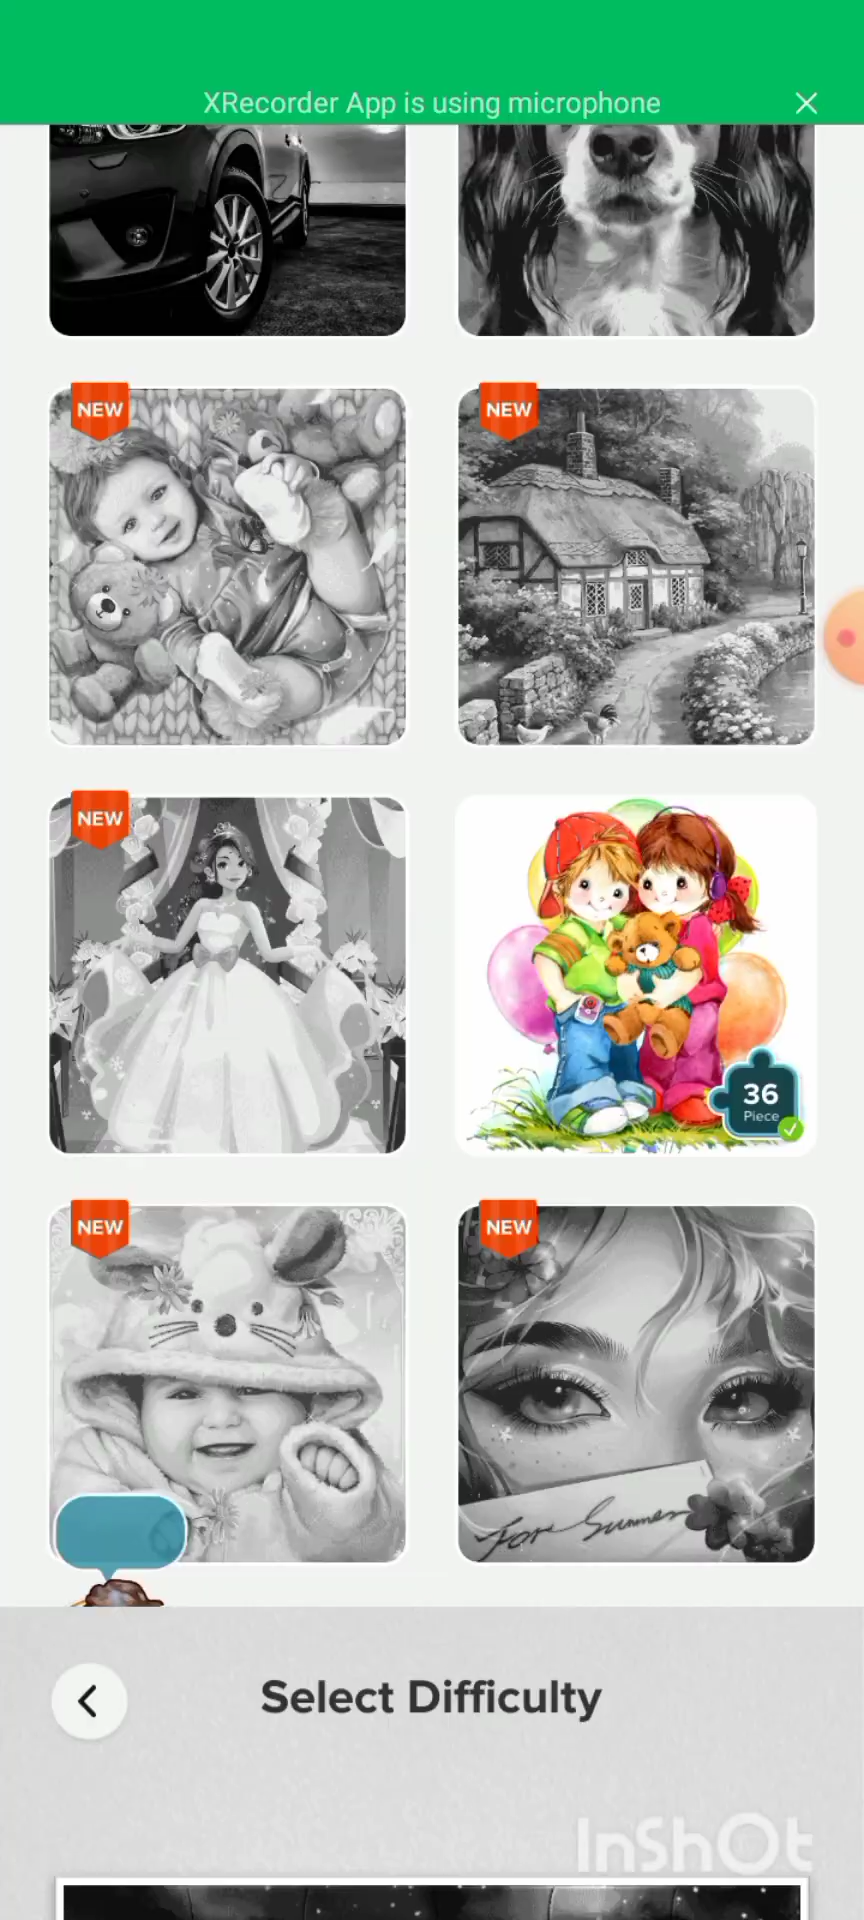 XRecorder App is using microphone
NEW
NEW
NEW
36
Piece
NEW
NEW
For Summer
Select Difficulty
InShOt